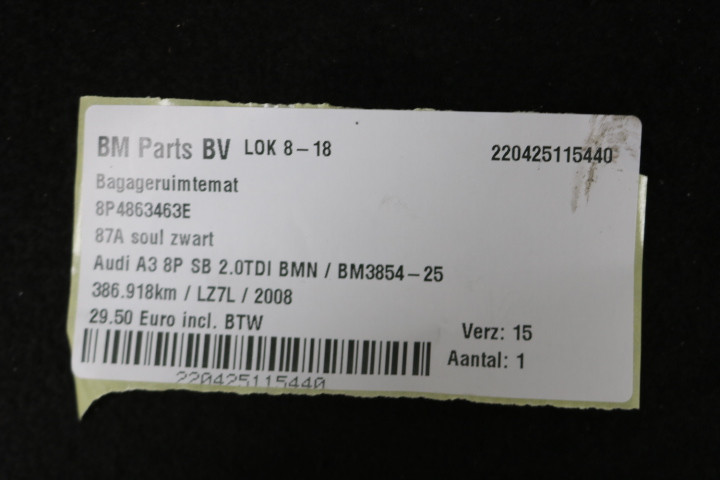 BM Parts BV LOK 8-18 220425115440
Bagageruimtemat
8P4863463E
87A soul zwart
Audi A3 8P SB 2.0TDI BMN / BM3854-25
386.918km / LZ7L / 2008
29.50 Euro incl. BTW
Verz: 15
Aantal: 1
220425115440